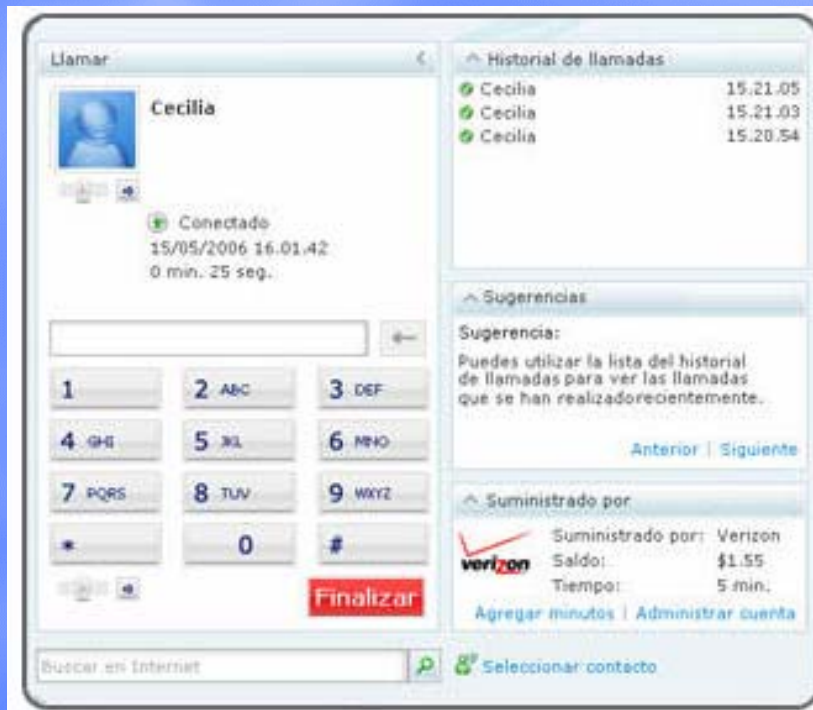 Llamar
Cecilia
Conectado
15/05/2006 16.01.42
0 min. 25 seg.
1
2 ABC
3 DEF
4 GHI
5 JKL
6 MNO
7 PQRS
8 TUV
9 WXYZ
*
0
#
Finalizar
Buscar en Internet
Historial de llamadas
Cecilia 15.21.05
Cecilia 15.21.03
Cecilia 15.20.54
Sugerencias
Sugerencia:
Puedes utilizar la lista del historial
de llamadas para ver las llamadas
que se han realizadorecientemente.
Anterior | Siguiente
Suministrado por
verizon
Suministrado por: Verizon
Saldo: $1.55
Tiempo: 5 min.
Agregar minutos | Administrar cuenta
Seleccionar contacto